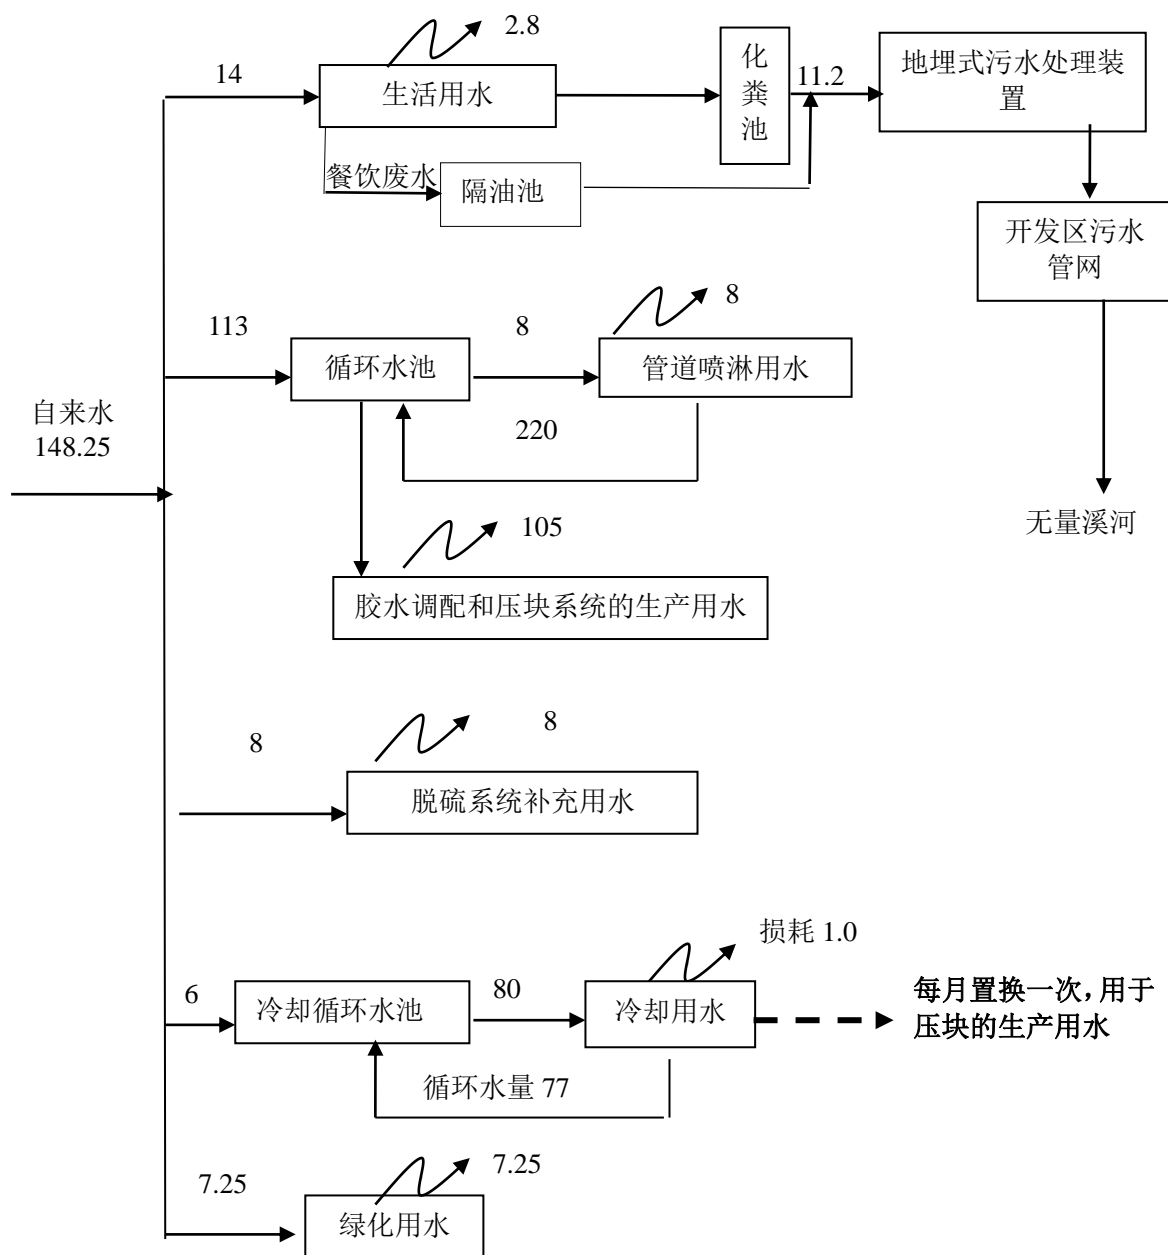 2.8
14
生活用水
化
粪
池
11.2
地埋式污水处理装
置
餐饮废水
隔油池
开发区污水
管网
无量溪河
自来水
148.25
113
循环水池
8
8
管道喷淋用水
220
105
胶水调配和压块系统的生产用水
8
8
脱硫系统补充用水
6
冷却循环水池
80
损耗 1.0
冷却用水
每月置换一次，用于
压块的生产用水
循环水量 77
7.25
7.25
绿化用水